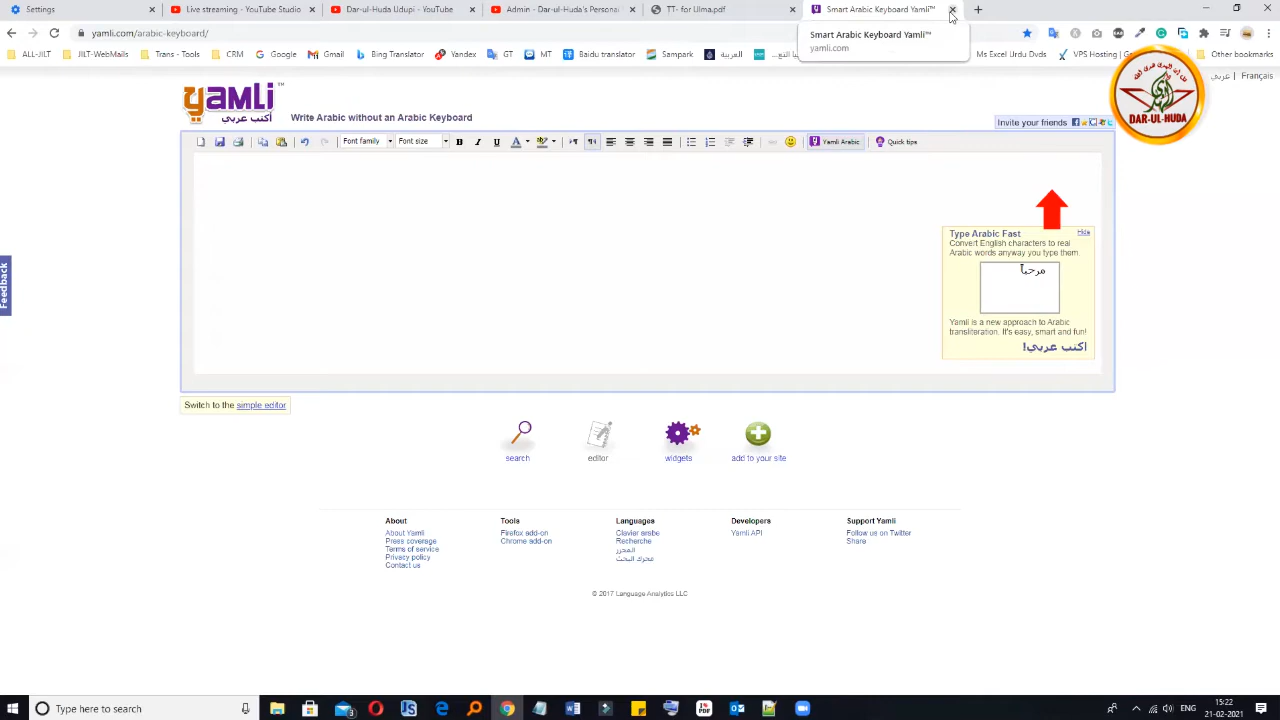 Settings
Live streaming - YouTube Studio
Dar-ul-Huda Udupi - YouTube
Admin - Dar-ul-Huda's Personal
TT- for Ulma.pdf
Smart Arabic Keyboard Yamli™
yamli.com/arabic-keyboard/
Smart Arabic Keyboard Yamli™
yamli.com
ALL-JILT
JILT-WebMails
Trans - Tools
CRM
Google
Gmail
Yandex
GT
MT
Baidu translator
Sampark
العربية
Ms Excel Urdu Dvds
VPS Hosting
Other bookmarks
yamli™
اكتب عربي
Write Arabic without an Arabic Keyboard
عربي Français
DAR-UL-HUDA
Invite your friends
Font family
Font size
B I U
Yamli Arabic
Quick tips
Type Arabic Fast
Hide
Convert English characters to real
Arabic words anyway you type them.
مرحباً
Yamli is a new approach to Arabic
transliteration. It's easy, smart and fun!
اكتب عربي!
Feedback
Switch to the simple editor
search
editor
widgets
add to your site
About
About Yamli
Press coverage
Terms of service
Privacy policy
Contact us
Tools
Firefox add-on
Chrome add-on
Languages
Clavier arabe
Recherche
المحرر
محرك البحث
Developers
Yamli API
Support Yamli
Follow us on Twitter
Share
© 2017 Language Analytics LLC
Type here to search
15:22
21-02-2021